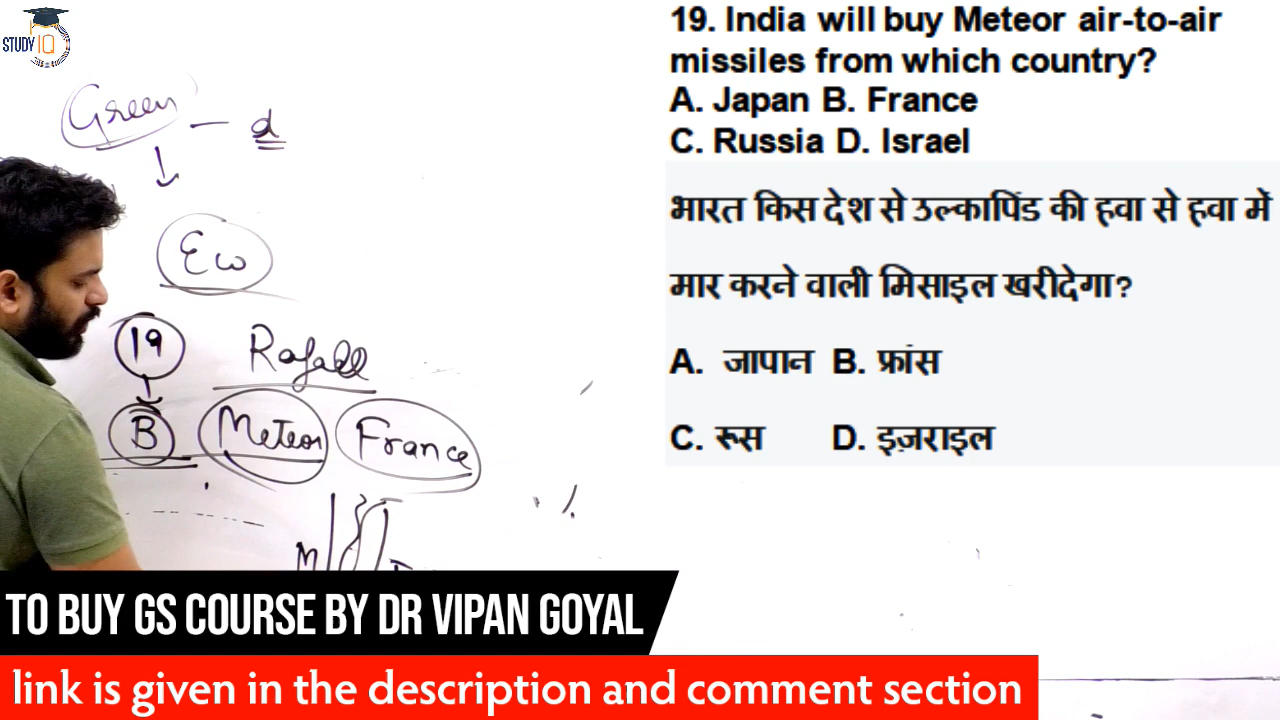 STUDY IQ
19. India will buy Meteor air-to-air
missiles from which country?
A. Japan B. France
C. Russia D. Israel
भारत किस देश से उल्कापिंड की हवा से हवा में
मार करने वाली मिसाइल खरीदेगा?
A. जापान B. फ्रांस
C. रूस D. इज़राइल
Green — d
Ew
19 Rafall
B Meteor France
M
TO BUY GS COURSE BY DR VIPAN GOYAL
link is given in the description and comment section